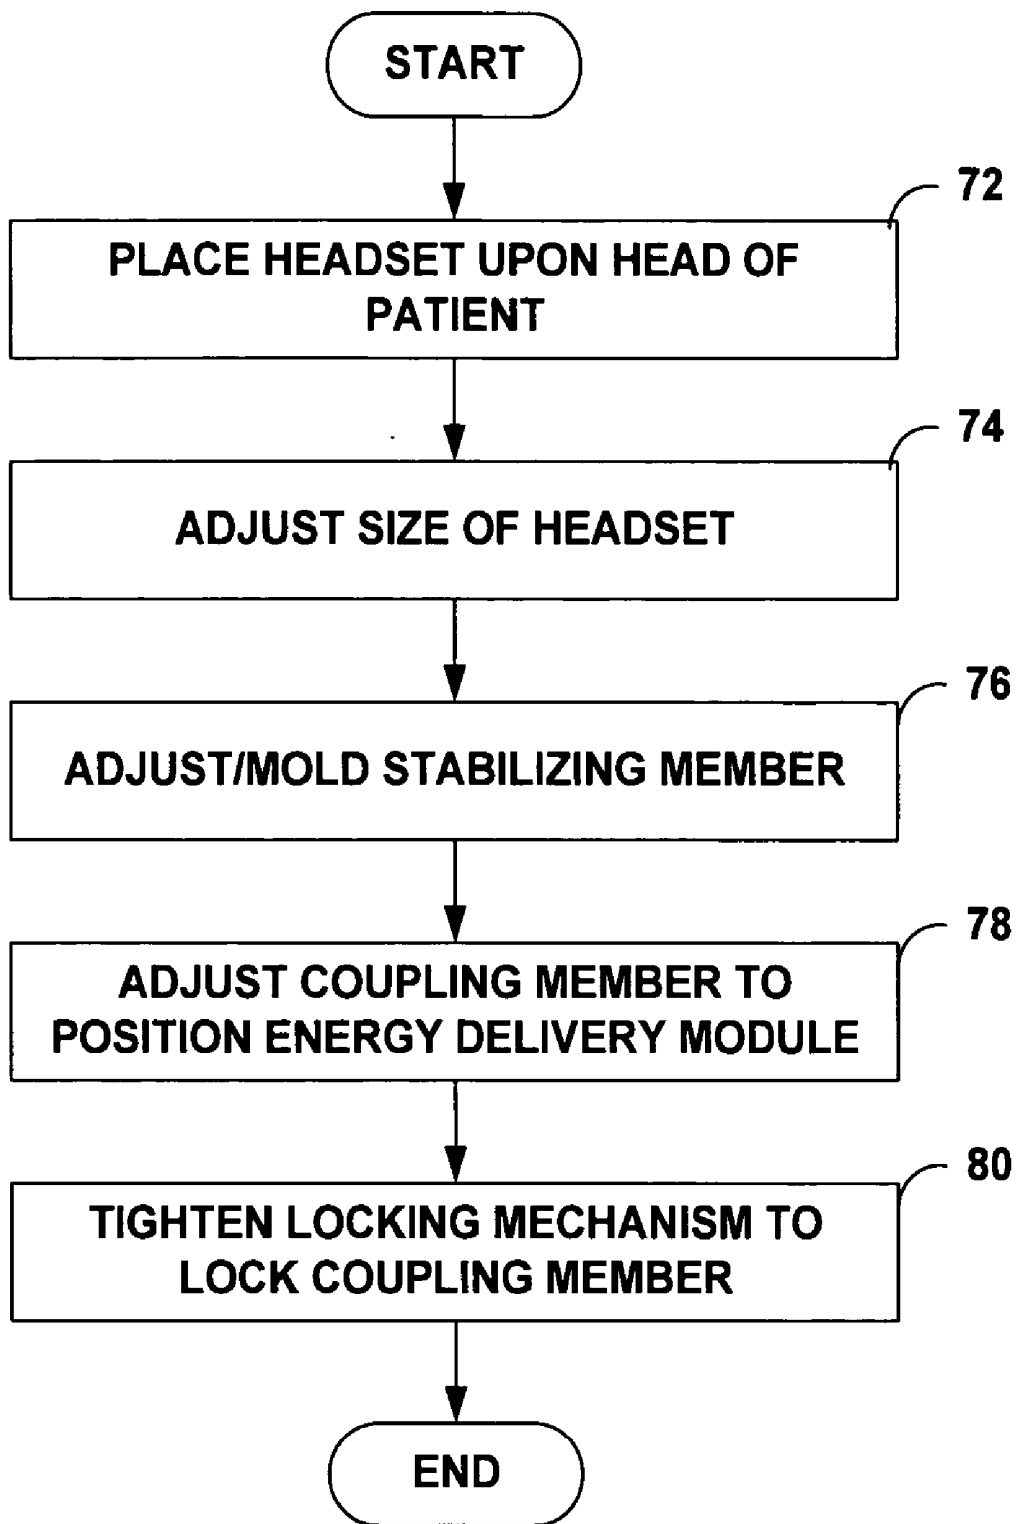 START
72
PLACE HEADSET UPON HEAD OF
PATIENT
74
ADJUST SIZE OF HEADSET
76
ADJUST/MOLD STABILIZING MEMBER
78
ADJUST COUPLING MEMBER TO
POSITION ENERGY DELIVERY MODULE
80
TIGHTEN LOCKING MECHANISM TO
LOCK COUPLING MEMBER
END